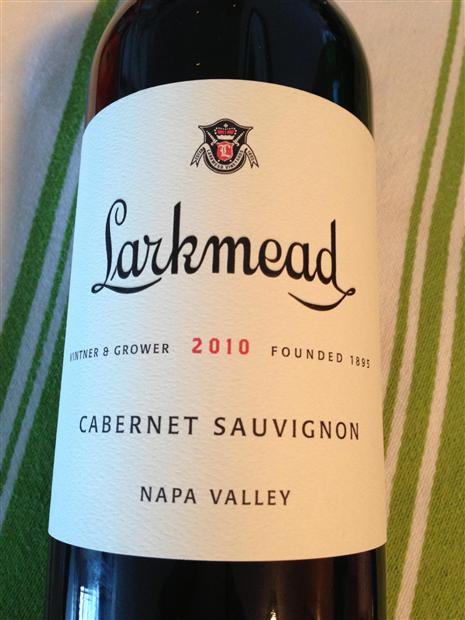 L
Larkmead
VINTNER & GROWER 2010 FOUNDED 1895
CABERNET SAUVIGNON
NAPA VALLEY